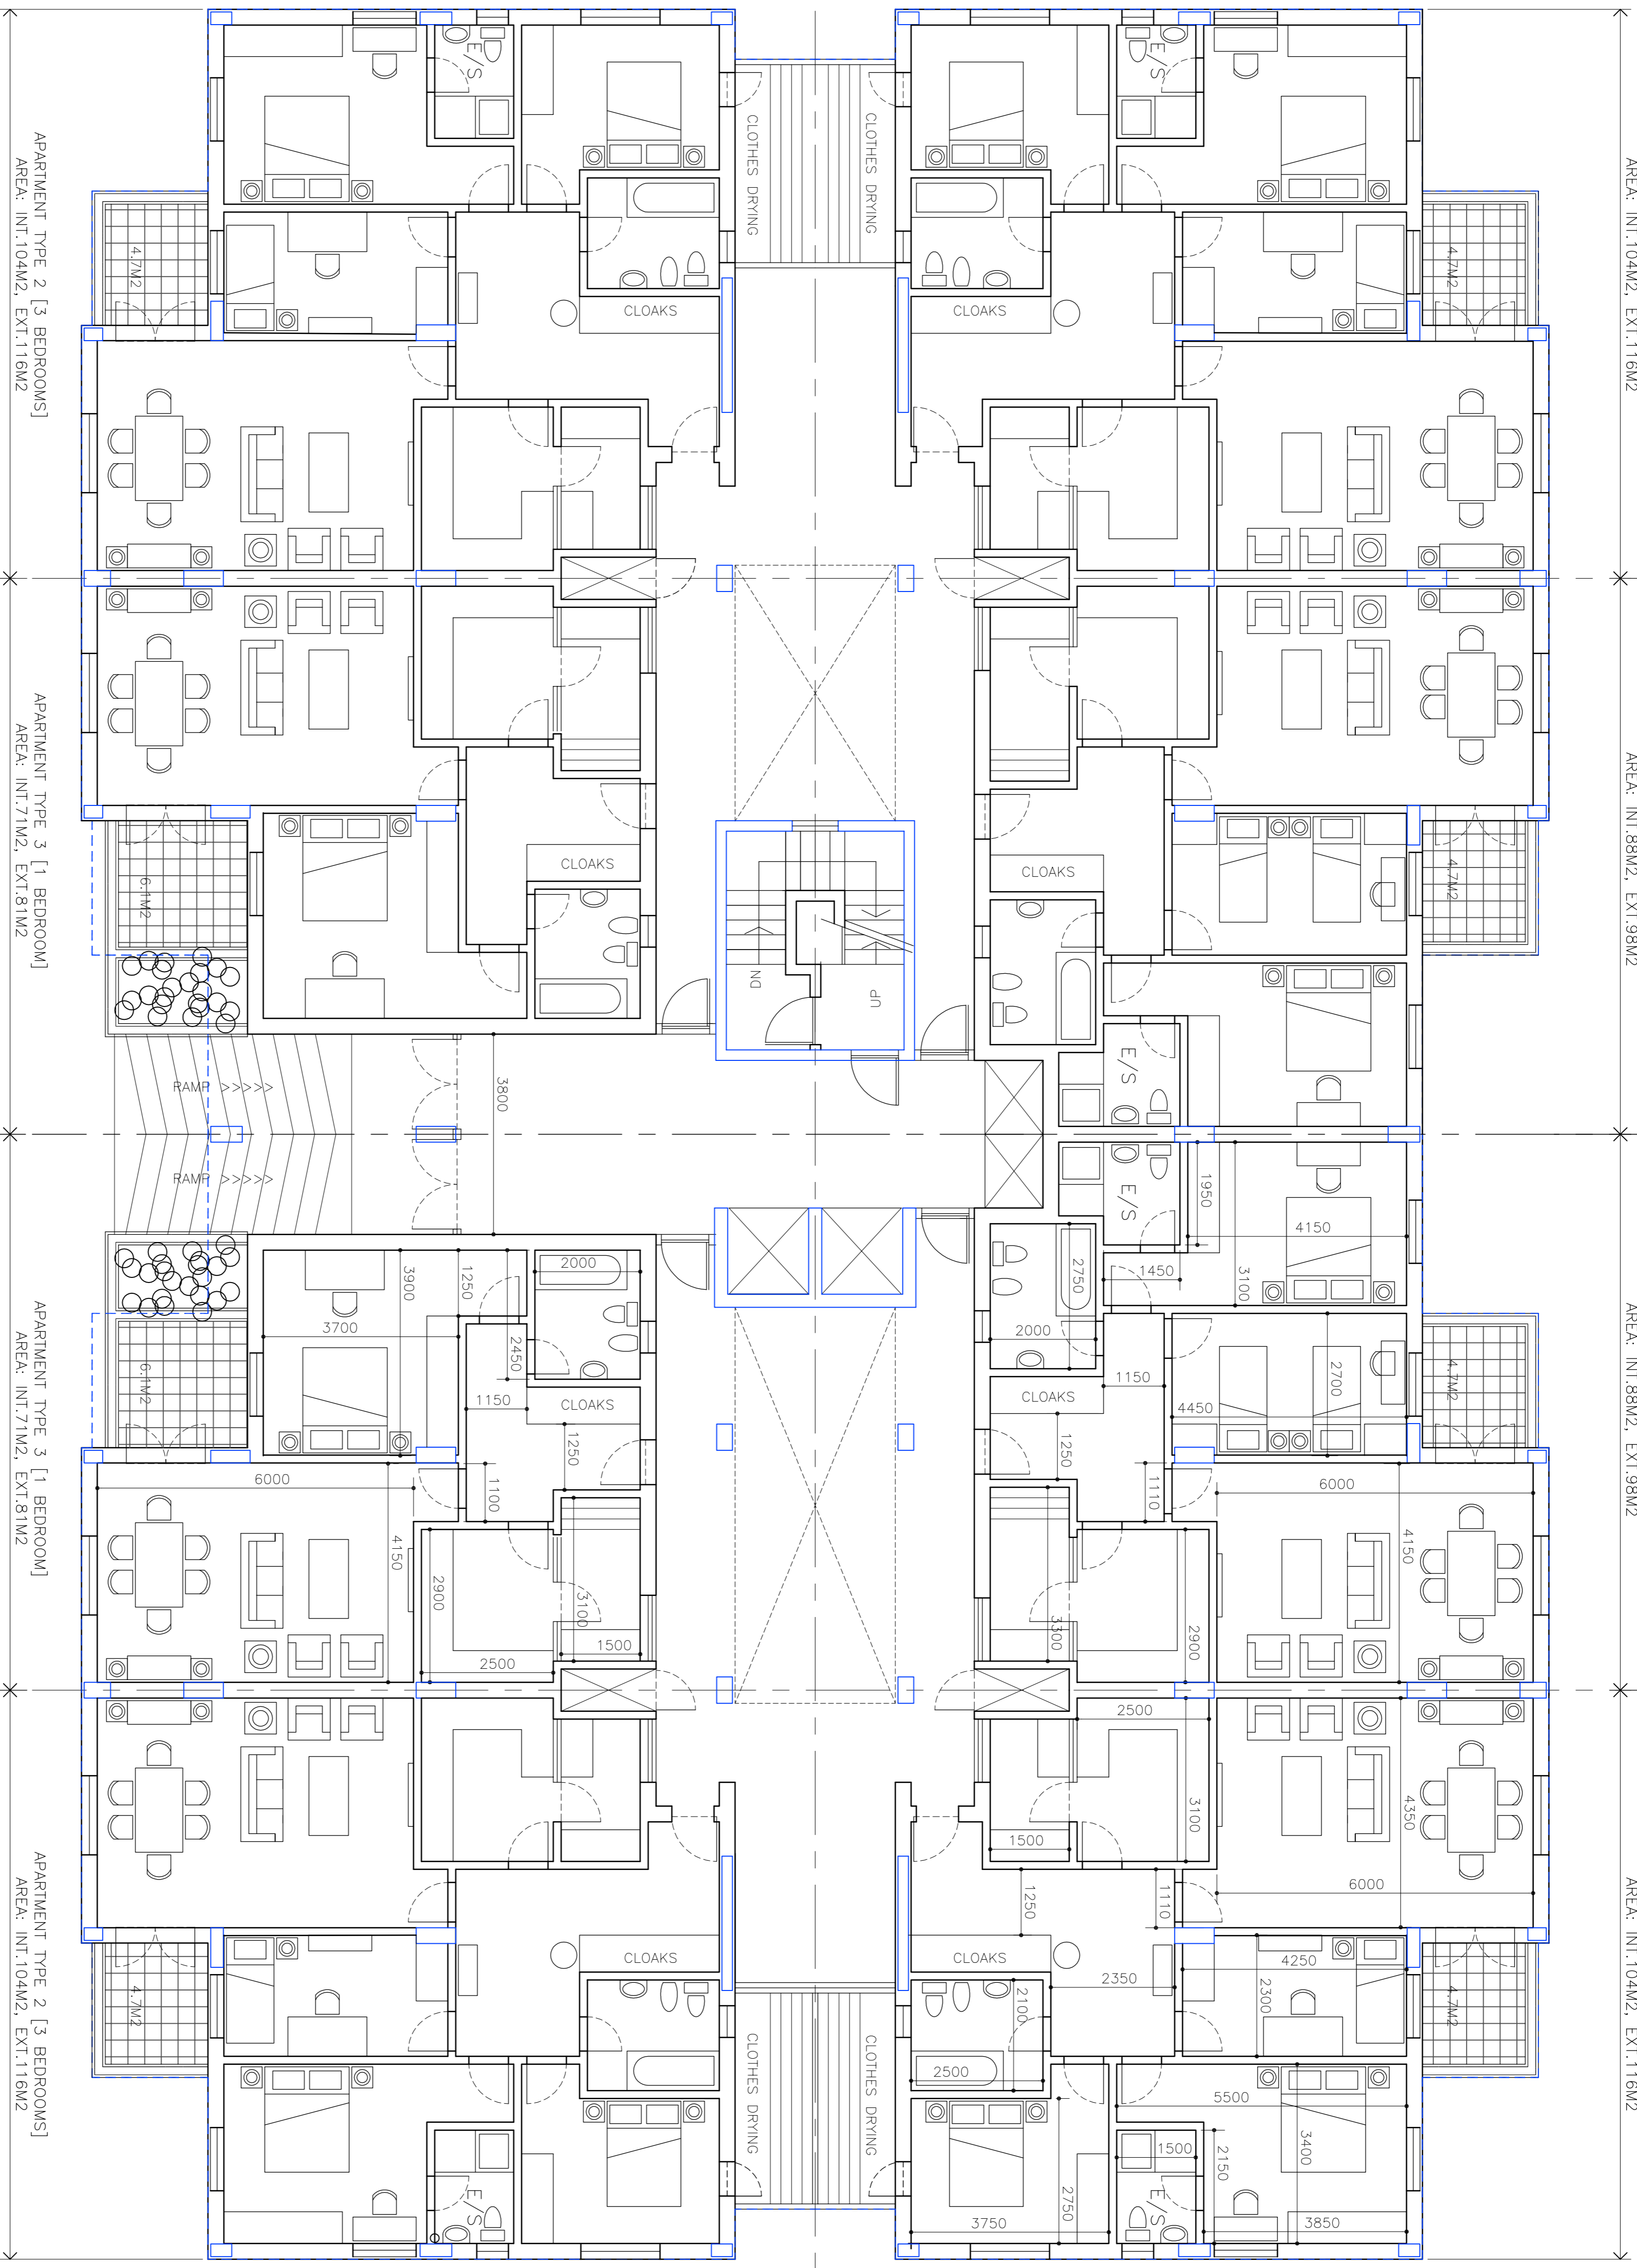 AREA: INT.104M2, EXT.116M2
AREA: INT.88M2, EXT.98M2
AREA: INT.88M2, EXT.98M2
AREA: INT.104M2, EXT.116M2
4.7M2
4.7M2
4.7M2
4.7M2
4150
4350
2700
6000
6000
4150
4450
4250
3400
3850
3100
2300
5500
2150
1950
2900
3100
E/S
E/S
E/S
E/S
1500
1450
1150
1110
1110
2500
2350
2750
2000
3300
1500
2750
1250
1250
2100
2500
3750
CLOAKS
CLOAKS
CLOAKS
CLOAKS
CLOTHES DRYING
CLOTHES DRYING
UP
DN
CLOTHES DRYING
CLOTHES DRYING
CLOAKS
CLOAKS
CLOAKS
CLOAKS
2000
1250
3100
1500
2450
1150
1100
2500
3800
1250
2900
E/S
E/S
3900
3700
4150
6000
RAMP >>>>>
RAMP >>>>>
4.7M2
6.1M2
6.1M2
4.7M2
APARTMENT TYPE 2 [3 BEDROOMS]
AREA: INT.104M2, EXT.116M2
APARTMENT TYPE 3 [1 BEDROOM]
AREA: INT.71M2, EXT.81M2
APARTMENT TYPE 3 [1 BEDROOM]
AREA: INT.71M2, EXT.81M2
APARTMENT TYPE 2 [3 BEDROOMS]
AREA: INT.104M2, EXT.116M2